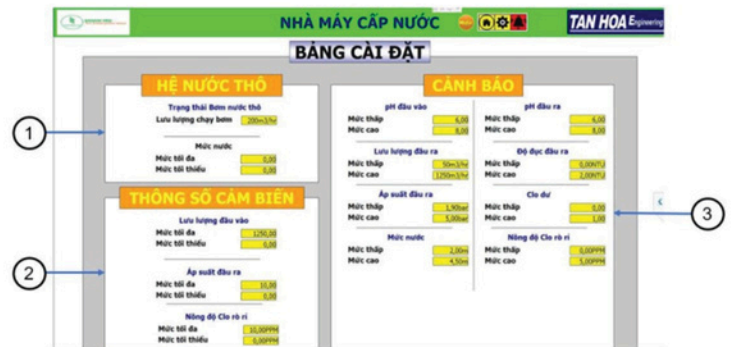 NHÀ MÁY CẤP NƯỚC
TAN HOA Engineering
BẢNG CÀI ĐẶT
HỆ NƯỚC THÔ
Trạng thái Bơm nước thô
Lưu lượng chạy bơm 200m3/hr
Mức nước
Mức tối đa 0,00
Mức tối thiểu 0,00
THÔNG SỐ CẢM BIẾN
Lưu lượng đầu vào
Mức tối đa 1250,00
Mức tối thiểu 0,00
Áp suất đầu ra
Mức tối đa 10,00
Mức tối thiểu 0,00
Nồng độ Clo rò rỉ
Mức tối đa 10,00PPM
Mức tối thiểu 0,00PPM
CẢNH BÁO
pH đầu vào
Mức thấp 6,00
Mức cao 8,00
Lưu lượng đầu ra
Mức thấp 50m3/hr
Mức cao 1250m3/hr
Áp suất đầu ra
Mức thấp 1,90bar
Mức cao 5,00bar
Mức nước
Mức thấp 2,00m
Mức cao 4,50m
pH đầu ra
Mức thấp 6,00
Mức cao 8,00
Độ đục đầu ra
Mức thấp 0,00NTU
Mức cao 2,00NTU
Clo dư
Mức thấp 0,00
Mức cao 1,00
Nồng độ Clo rò rỉ
Mức thấp 0,00PPM
Mức cao 5,00PPM
1
2
3